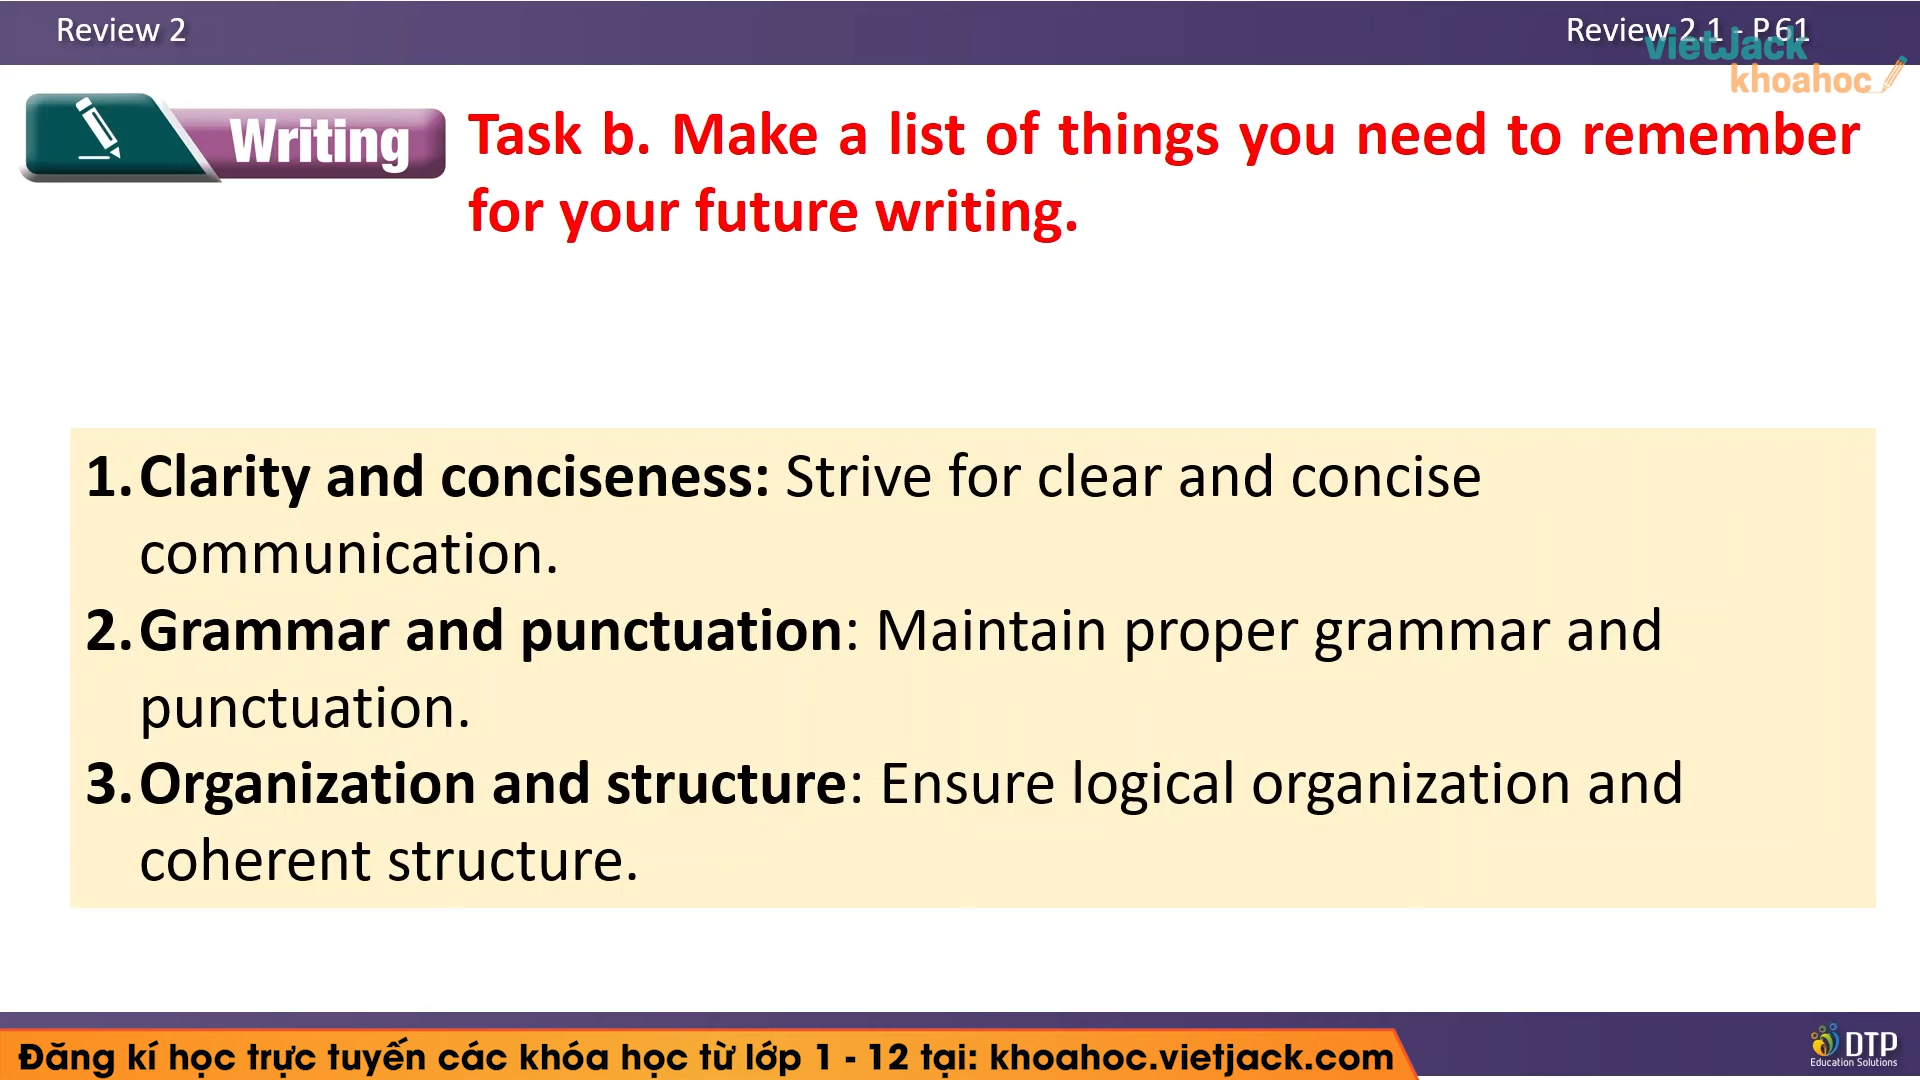 Review 2
Review 2.1 - P.61
vietJack
khoahoc
Writing
Task b. Make a list of things you need to remember
for your future writing.
1. Clarity and conciseness: Strive for clear and concise
communication.
2. Grammar and punctuation: Maintain proper grammar and
punctuation.
3. Organization and structure: Ensure logical organization and
coherent structure.
Đăng kí học trực tuyến các khóa học từ lớp 1 - 12 tại: khoahoc.vietjack.com
DTP
Education Solutions